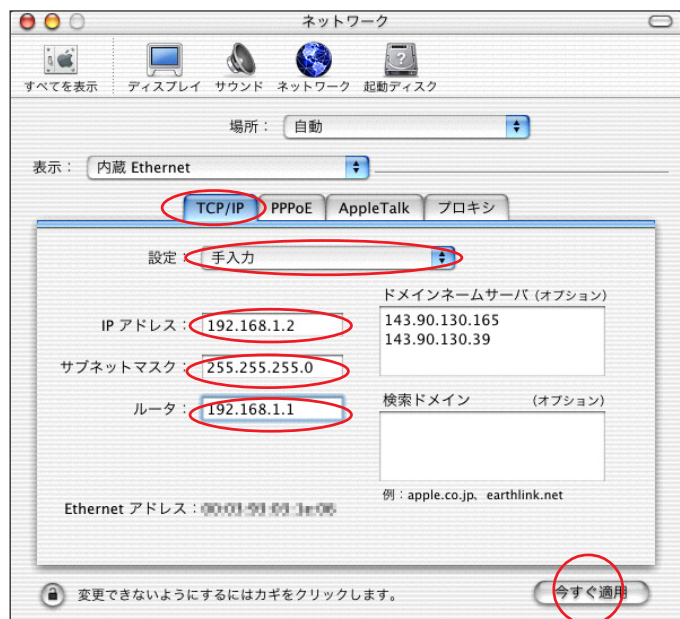 ネットワーク
すべてを表示 ディスプレイ サウンド ネットワーク 起動ディスク
場所： 自動
表示： 内蔵 Ethernet
TCP/IP PPPoE AppleTalk プロキシ
設定： 手入力
ドメインネームサーバ (オプション)
IP アドレス： 192.168.1.2
143.90.130.165
143.90.130.39
サブネットマスク： 255.255.255.0
ルータ： 192.168.1.1
検索ドメイン (オプション)
例：apple.co.jp、earthlink.net
Ethernet アドレス：
変更できないようにするにはカギをクリックします。
今すぐ適用